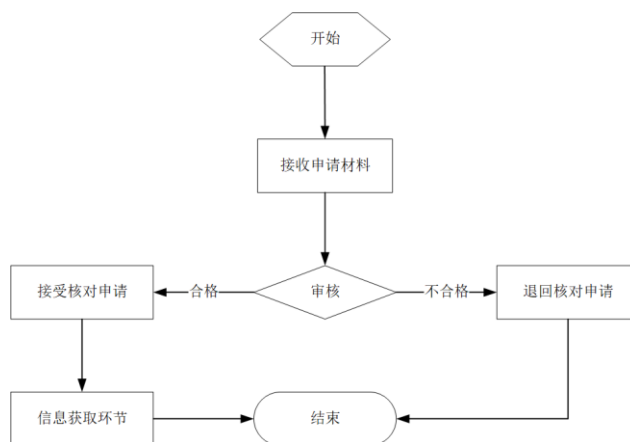 开始
接收申请材料
接受核对申请
合格
审核
不合格
退回核对申请
信息获取环节
结束